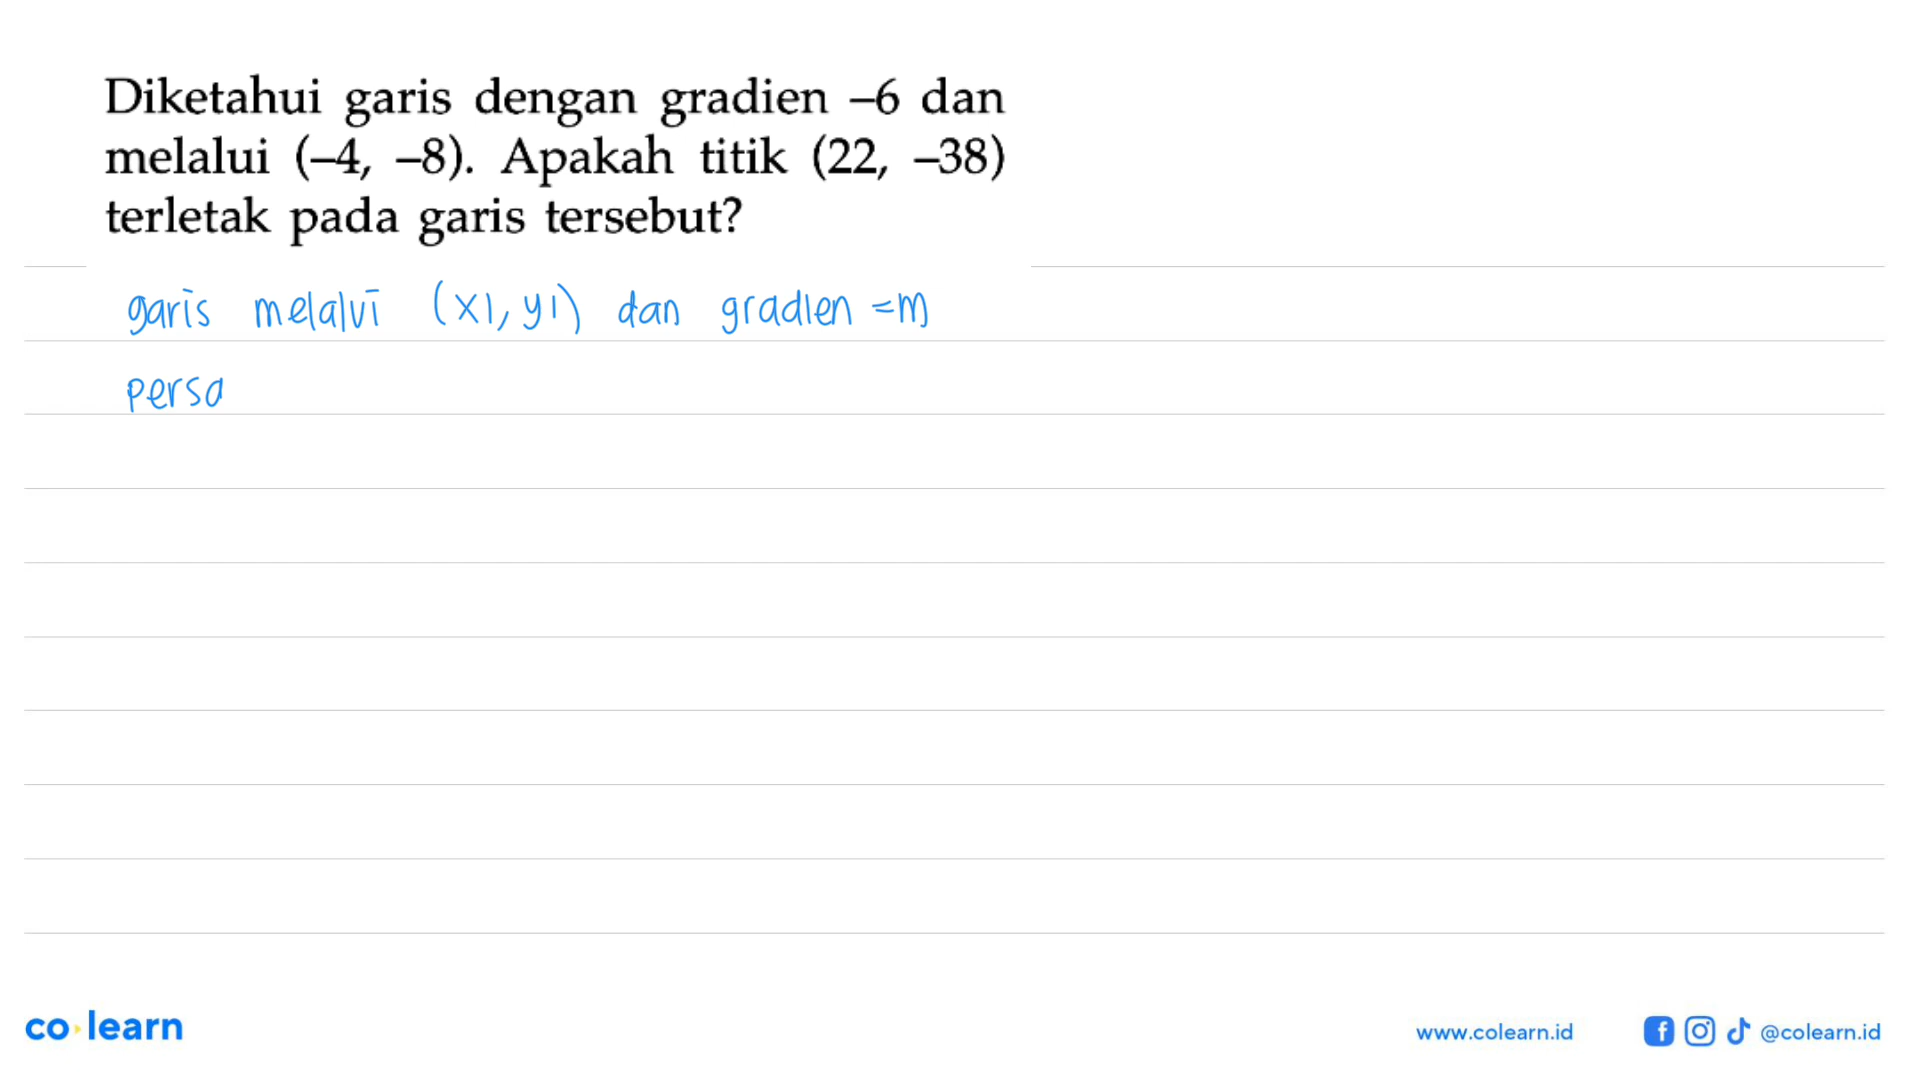 Diketahui garis dengan gradien –6 dan
melalui (–4, –8). Apakah titik (22, –38)
terletak pada garis tersebut?
garis melalui (x1, y1) dan gradien = m
persa
co learn
www.colearn.id
@colearn.id